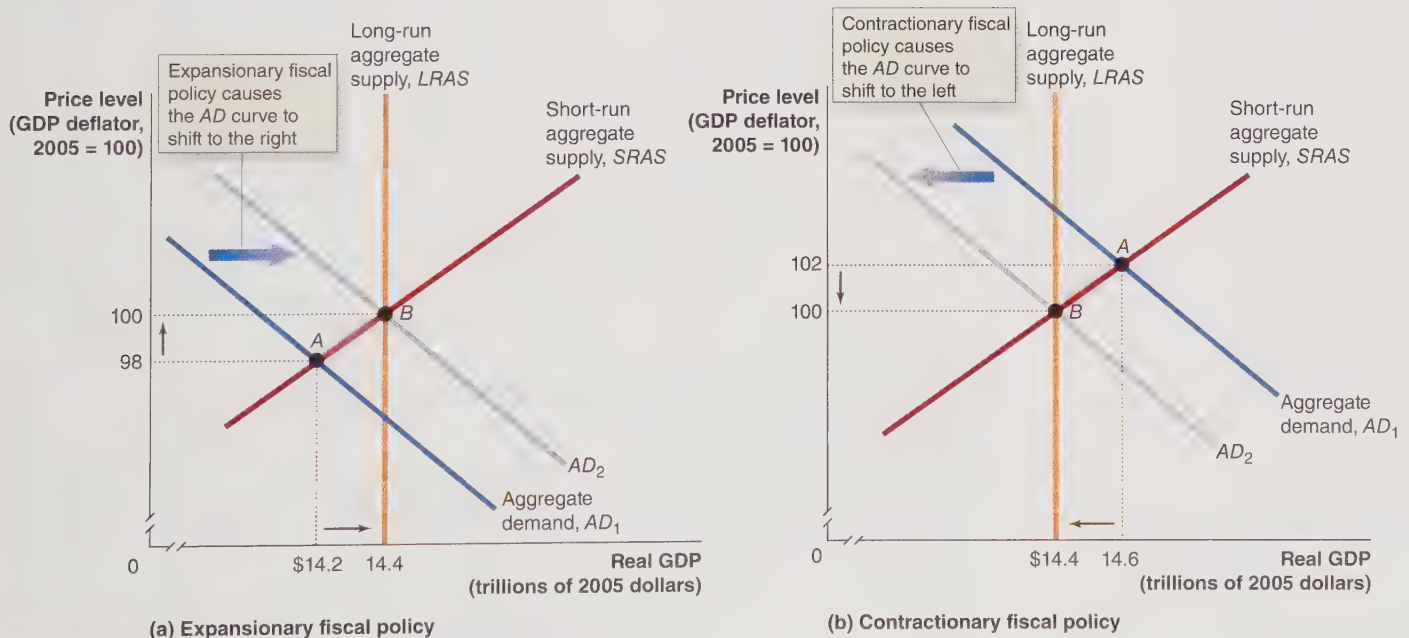 Long-run
aggregate
supply, LRAS
Expansionary fiscal
policy causes
the AD curve to
shift to the right
Price level
(GDP deflator,
2005 = 100)
Short-run
aggregate
supply, SRAS
100
98
A
B
AD2
Aggregate
demand, AD1
0
$14.2
14.4
Real GDP
(trillions of 2005 dollars)
(a) Expansionary fiscal policy
Contractionary fiscal
policy causes
the AD curve to
shift to the left
Long-run
aggregate
supply, LRAS
Price level
(GDP deflator,
2005 = 100)
Short-run
aggregate
supply, SRAS
102
100
A
B
Aggregate
demand, AD1
AD2
0
$14.4
14.6
Real GDP
(trillions of 2005 dollars)
(b) Contractionary fiscal policy